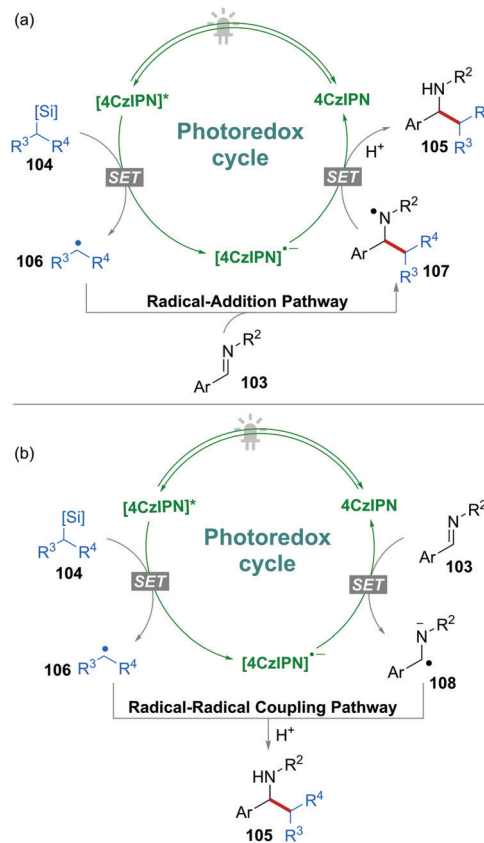 (a)
[4CzIPN]*
4CzIPN
[Si]
R3
R4
104
Photoredox
cycle
HN
R2
Ar
R4
R3
105
H+
SET
SET
•
N
R2
Ar
R4
R3
107
•
R3
R4
106
[4CzIPN]•−
Radical-Addition Pathway
N
R2
Ar
103
(b)
[4CzIPN]*
4CzIPN
[Si]
R3
R4
104
Photoredox
cycle
N
R2
Ar
103
SET
SET
•
R3
R4
106
[4CzIPN]•−
−
N
R2
Ar
•
108
Radical-Radical Coupling Pathway
H+
HN
R2
Ar
R4
R3
105